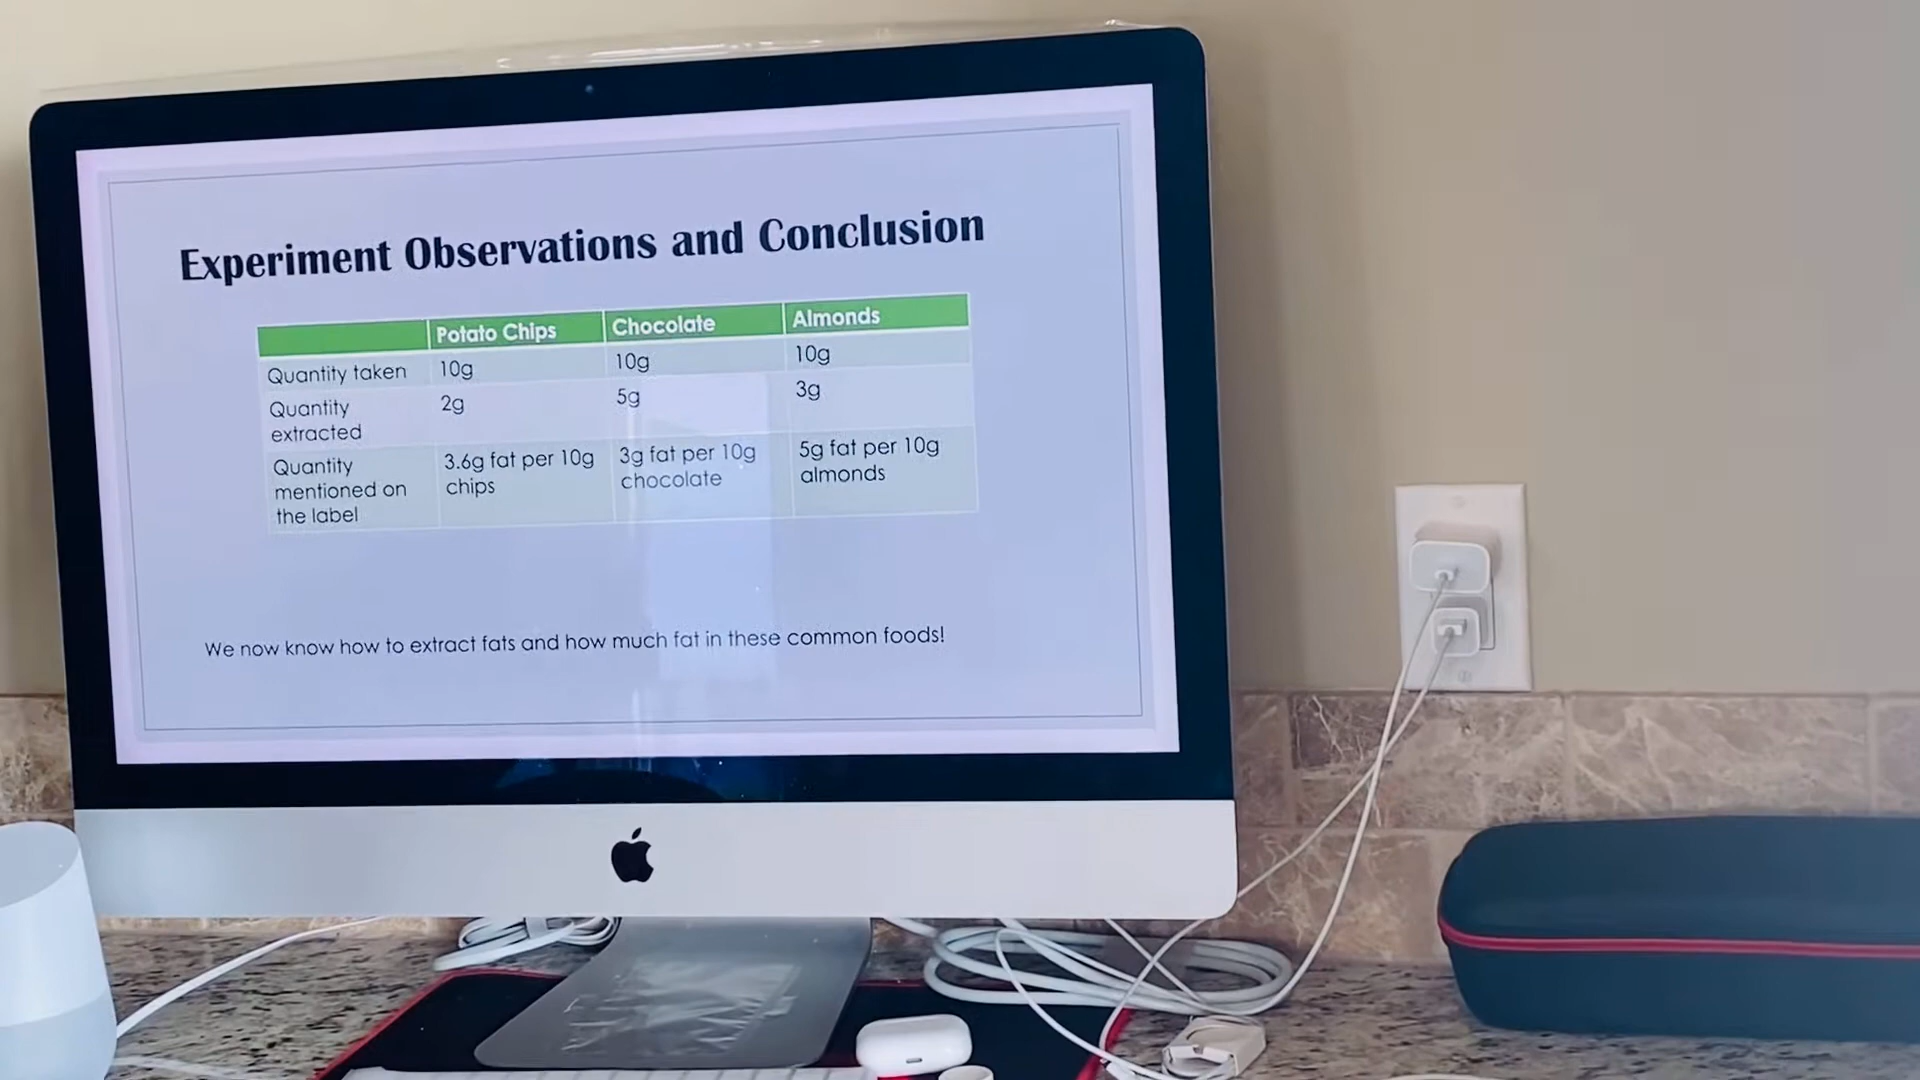 Experiment Observations and Conclusion
Potato Chips Chocolate Almonds
Quantity taken 10g 10g 10g
Quantity extracted 2g 5g 3g
Quantity mentioned on the label 3.6g fat per 10g chips 3g fat per 10g chocolate 5g fat per 10g almonds
We now know how to extract fats and how much fat in these common foods!